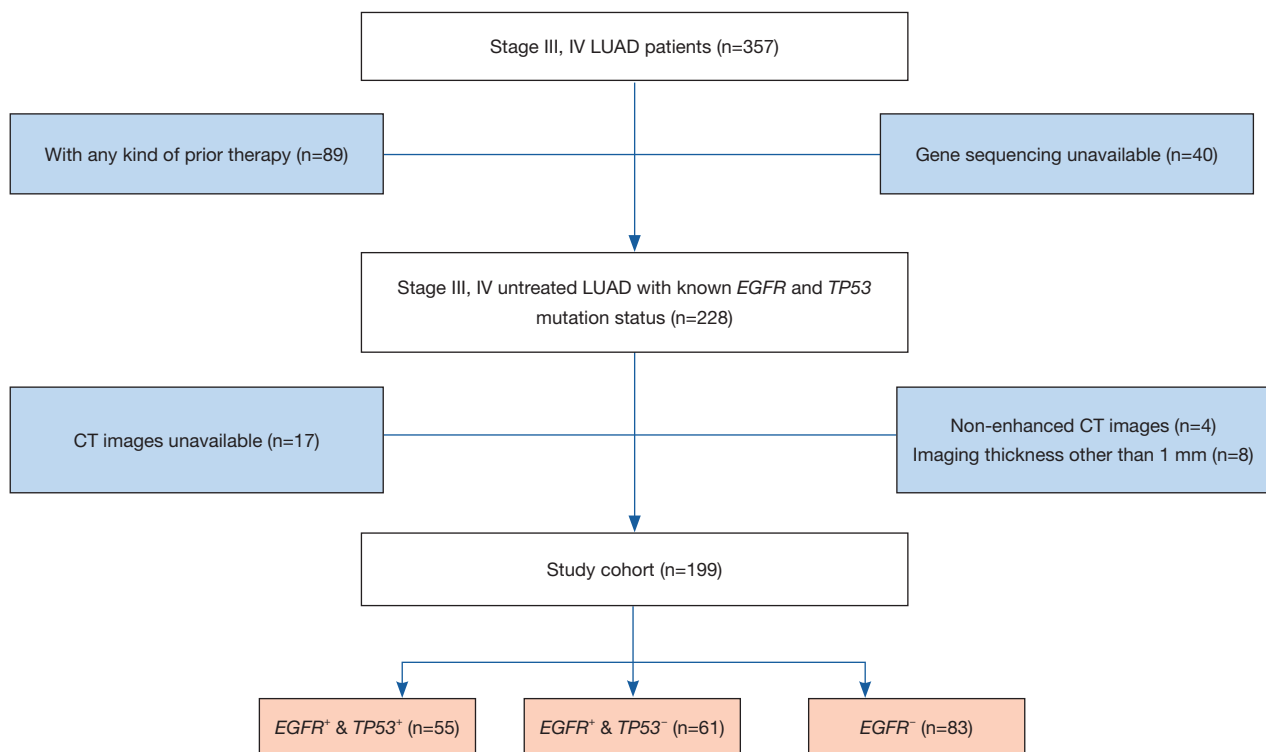 Stage III, IV LUAD patients (n=357)
With any kind of prior therapy (n=89)
Gene sequencing unavailable (n=40)
Stage III, IV untreated LUAD with known EGFR and TP53
mutation status (n=228)
CT images unavailable (n=17)
Non-enhanced CT images (n=4)
Imaging thickness other than 1 mm (n=8)
Study cohort (n=199)
EGFR⁺ & TP53⁺ (n=55)
EGFR⁺ & TP53⁻ (n=61)
EGFR⁻ (n=83)